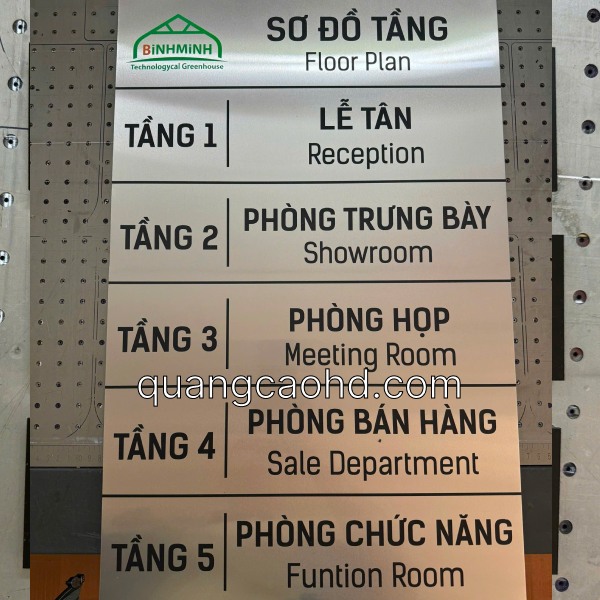 BiNHMiNH
Technologycal Greenhouse
SƠ ĐỒ TẦNG
Floor Plan
TẦNG 1
LỄ TÂN
Reception
TẦNG 2
PHÒNG TRƯNG BÀY
Showroom
TẦNG 3
PHÒNG HỌP
Meeting Room
quangcaohd.com
TẦNG 4
PHÒNG BÁN HÀNG
Sale Department
TẦNG 5
PHÒNG CHỨC NĂNG
Funtion Room